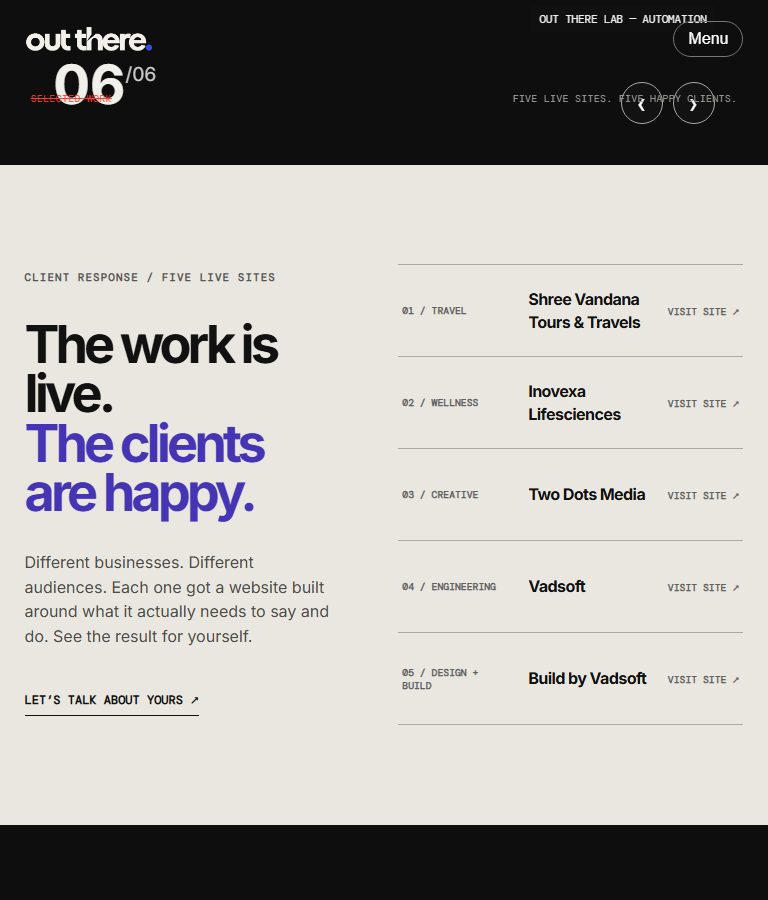 OUT THERE LAB — AUTOMATION
out there.
Menu
06/06
SELECTED WORK
FIVE LIVE SITES. FIVE HAPPY CLIENTS.
CLIENT RESPONSE / FIVE LIVE SITES
The work is
live.
The clients
are happy.
Different businesses. Different
audiences. Each one got a website built
around what it actually needs to say and
do. See the result for yourself.
LET’S TALK ABOUT YOURS ↗
01 / TRAVEL
Shree Vandana
Tours & Travels
VISIT SITE ↗
02 / WELLNESS
Inovexa
Lifesciences
VISIT SITE ↗
03 / CREATIVE
Two Dots Media
VISIT SITE ↗
04 / ENGINEERING
Vadsoft
VISIT SITE ↗
05 / DESIGN +
BUILD
Build by Vadsoft
VISIT SITE ↗